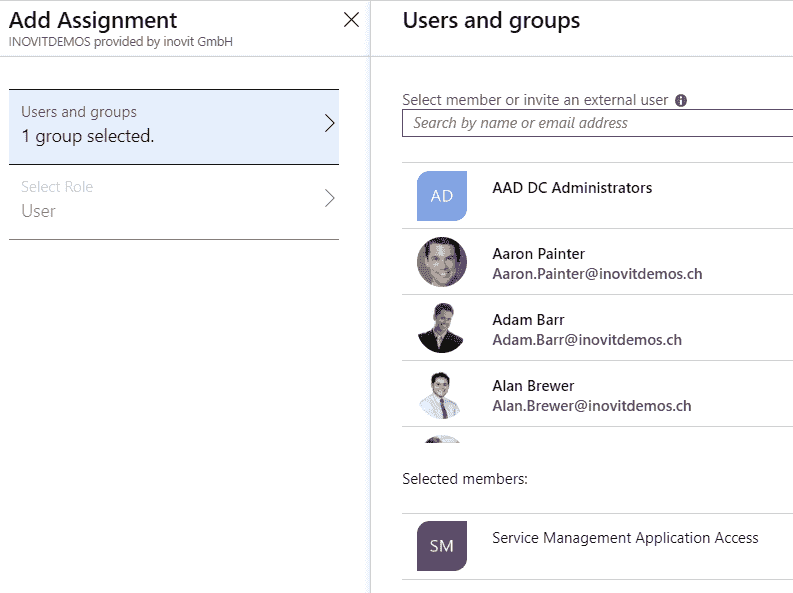 Add Assignment
INOVITDEMOS provided by inovit GmbH
Users and groups
1 group selected.
Select Role
User
Users and groups
Select member or invite an external user
Search by name or email address
AD
AAD DC Administrators
Aaron Painter
Aaron.Painter@inovitdemos.ch
Adam Barr
Adam.Barr@inovitdemos.ch
Alan Brewer
Alan.Brewer@inovitdemos.ch
Selected members:
SM
Service Management Application Access